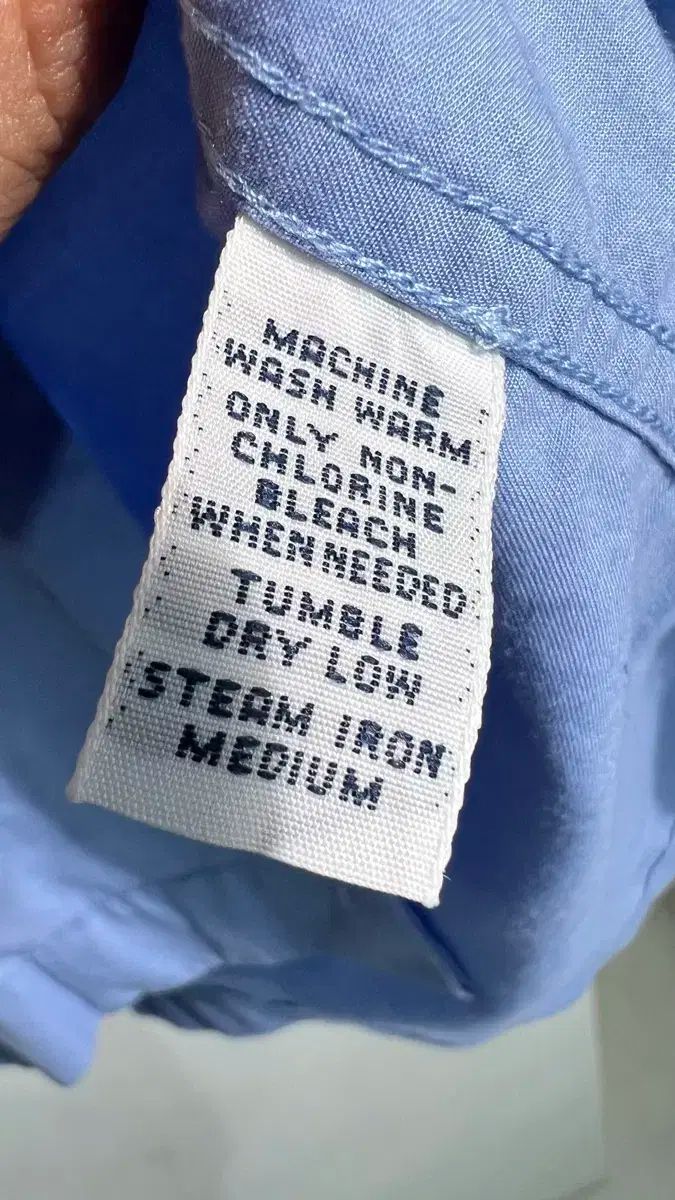 MACHINE
WASH WARM
ONLY NON-
CHLORINE
BLEACH
WHEN NEEDED
TUMBLE
DRY LOW
STEAM IRON
MEDIUM